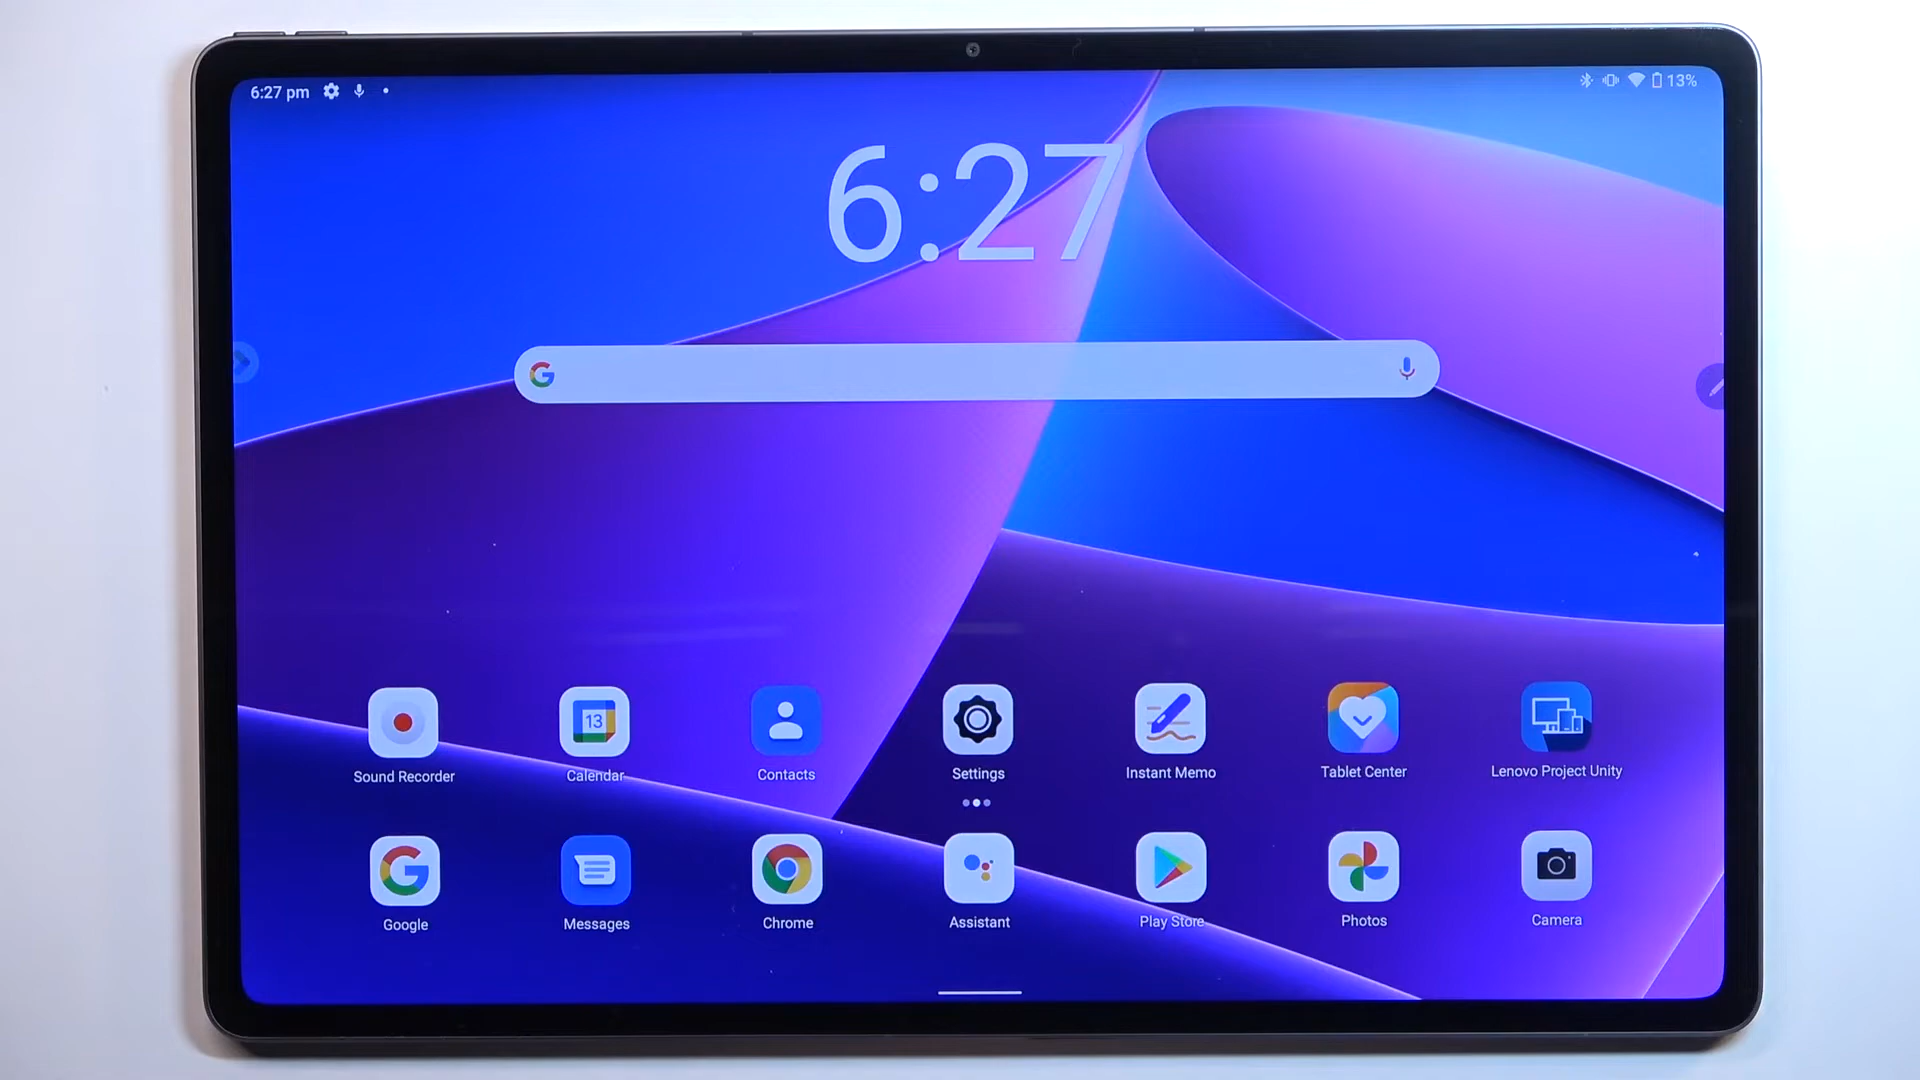 6:27 pm
13%
6:27
Sound Recorder
13
Calendar
Contacts
Settings
Instant Memo
Tablet Center
Lenovo Project Unity
Google
Messages
Chrome
Assistant
Play Store
Photos
Camera